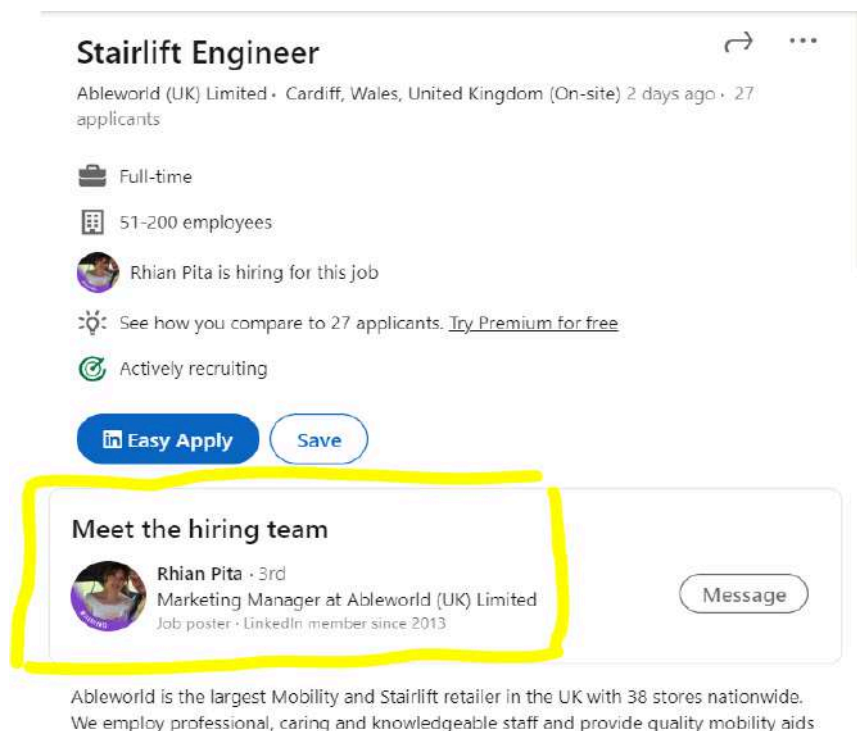 Stairlift Engineer
Ableworld (UK) Limited · Cardiff, Wales, United Kingdom (On-site) 2 days ago · 27
applicants
Full-time
51-200 employees
Rhian Pita is hiring for this job
See how you compare to 27 applicants. Try Premium for free
Actively recruiting
in Easy Apply
Save
Meet the hiring team
Rhian Pita · 3rd
Marketing Manager at Ableworld (UK) Limited
Job poster · LinkedIn member since 2013
Message
Ableworld is the largest Mobility and Stairlift retailer in the UK with 38 stores nationwide.
We employ professional, caring and knowledgeable staff and provide quality mobility aids